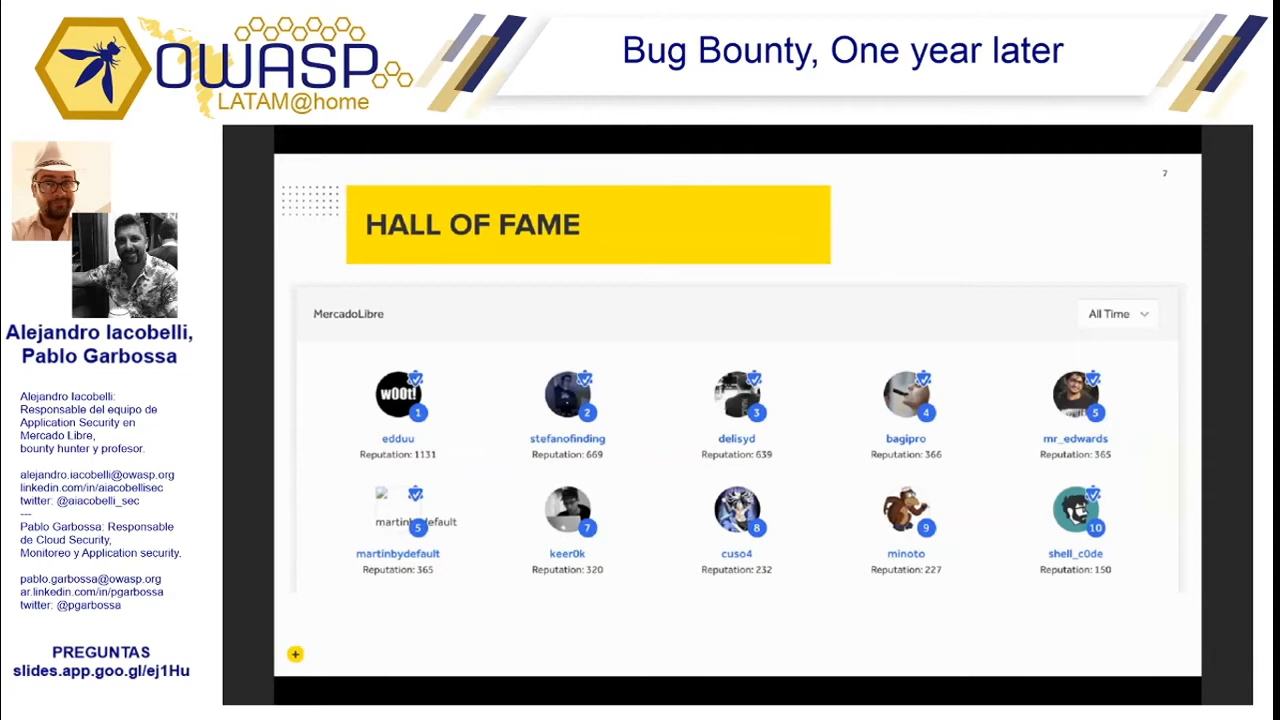 OWASP
LATAM@home
Bug Bounty, One year later
Alejandro Iacobelli,
Pablo Garbossa
Alejandro Iacobelli:
Responsable del equipo de
Application Security en
Mercado Libre,
bounty hunter y profesor.
alejandro.iacobelli@owasp.org
linkedin.com/in/aiacobellisec
twitter: @aiacobelli_sec
---
Pablo Garbossa: Responsable
de Cloud Security,
Monitoreo y Application security.
pablo.garbossa@owasp.org
ar.linkedin.com/in/pgarbossa
twitter: @pgarbossa
PREGUNTAS
slides.app.goo.gl/ej1Hu
7
HALL OF FAME
MercadoLibre
All Time
w00t!
1
2
3
4
5
edduu
stefanofinding
delisyd
bagipro
mr_edwards
Reputation: 1131
Reputation: 669
Reputation: 639
Reputation: 366
Reputation: 365
martinbydefault
5
7
8
9
10
martinbydefault
keer0k
cuso4
minoto
shell_c0de
Reputation: 365
Reputation: 320
Reputation: 232
Reputation: 227
Reputation: 150
+